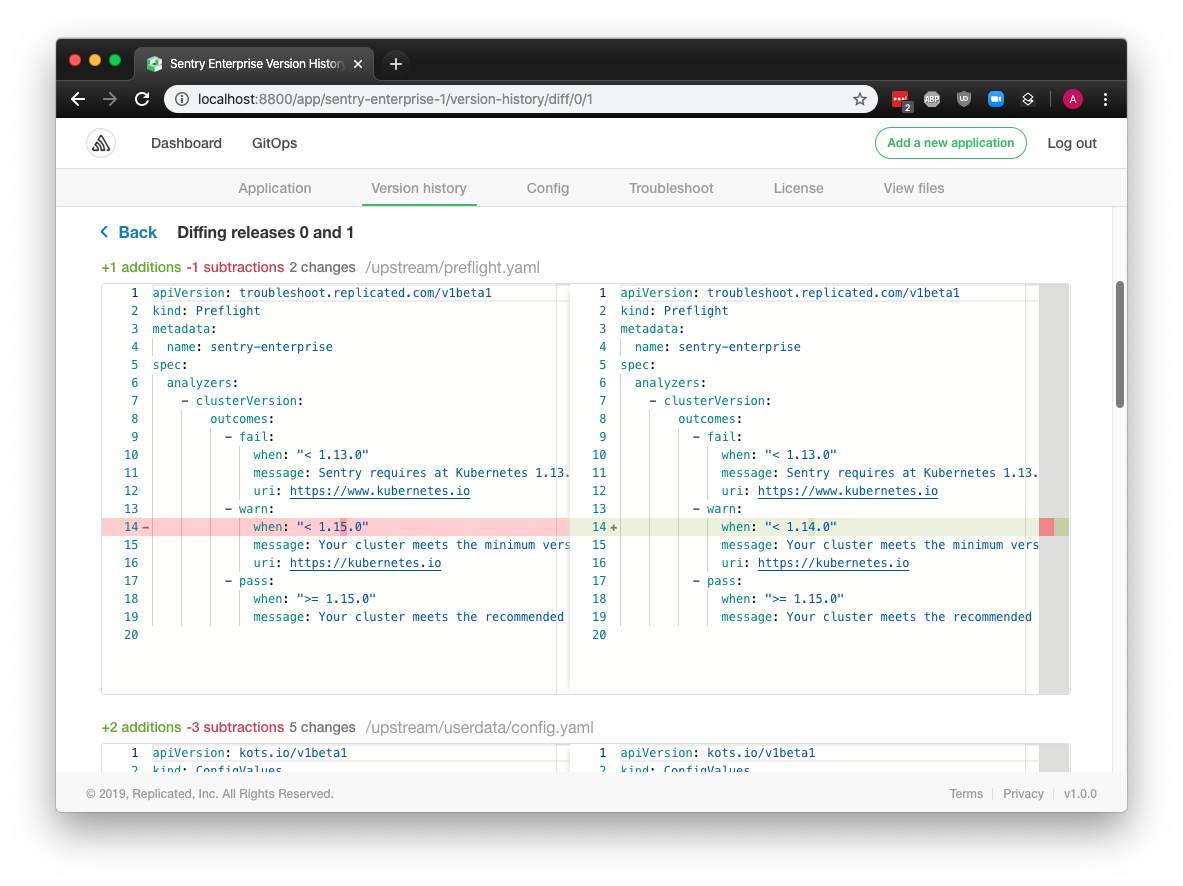 Sentry Enterprise Version History
localhost:8800/app/sentry-enterprise-1/version-history/diff/0/1
2
ABP
UD
A
Dashboard GitOps Add a new application Log out
Application Version history Config Troubleshoot License View files
Back Diffing releases 0 and 1
+1 additions -1 subtractions 2 changes /upstream/preflight.yaml
1 apiVersion: troubleshoot.replicated.com/v1beta1
2 kind: Preflight
3 metadata:
4 name: sentry-enterprise
5 spec:
6 analyzers:
7 - clusterVersion:
8 outcomes:
9 - fail:
10 when: "< 1.13.0"
11 message: Sentry requires at Kubernetes 1.13.
12 uri: https://www.kubernetes.io
13 - warn:
14 - when: "< 1.15.0"
15 message: Your cluster meets the minimum vers
16 uri: https://kubernetes.io
17 - pass:
18 when: ">= 1.15.0"
19 message: Your cluster meets the recommended
20
1 apiVersion: troubleshoot.replicated.com/v1beta1
2 kind: Preflight
3 metadata:
4 name: sentry-enterprise
5 spec:
6 analyzers:
7 - clusterVersion:
8 outcomes:
9 - fail:
10 when: "< 1.13.0"
11 message: Sentry requires at Kubernetes 1.13.
12 uri: https://www.kubernetes.io
13 - warn:
14 + when: "< 1.14.0"
15 message: Your cluster meets the minimum vers
16 uri: https://kubernetes.io
17 - pass:
18 when: ">= 1.15.0"
19 message: Your cluster meets the recommended
20
+2 additions -3 subtractions 5 changes /upstream/userdata/config.yaml
1 apiVersion: kots.io/v1beta1
2 kind: ConfigValues
1 apiVersion: kots.io/v1beta1
2 kind: ConfigValues
© 2019, Replicated, Inc. All Rights Reserved. Terms Privacy v1.0.0